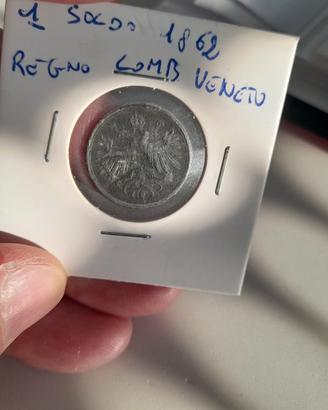 1 SOLDO 1862
REGNO LOMB VENETO